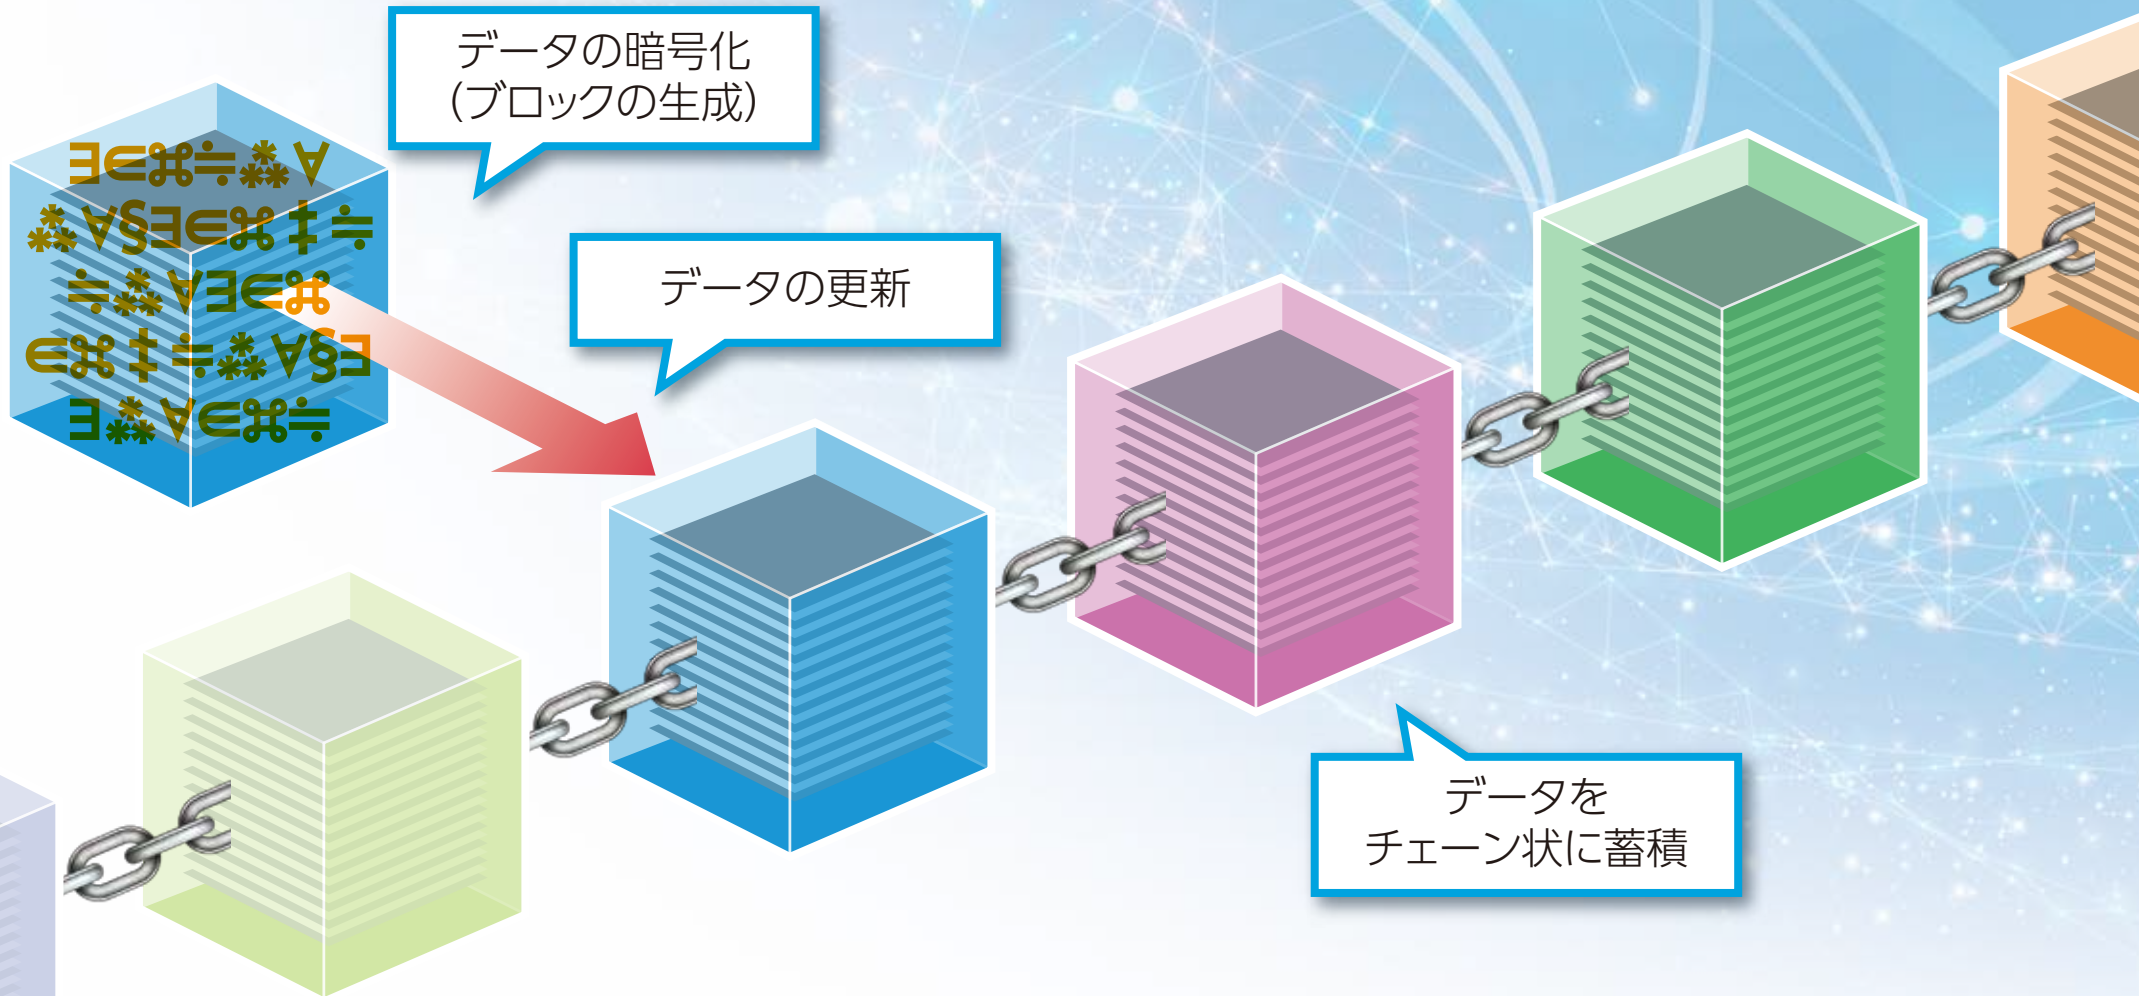 データの暗号化
(ブロックの生成)
∃∈⌘≒⁂∀
⁂∀§∃∈⌘‡≒
≒⁂∀∃∈⌘
∈⌘‡≒⁂∀§∃
∃⁂∀∈⌘≒
データの更新
データを
チェーン状に蓄積